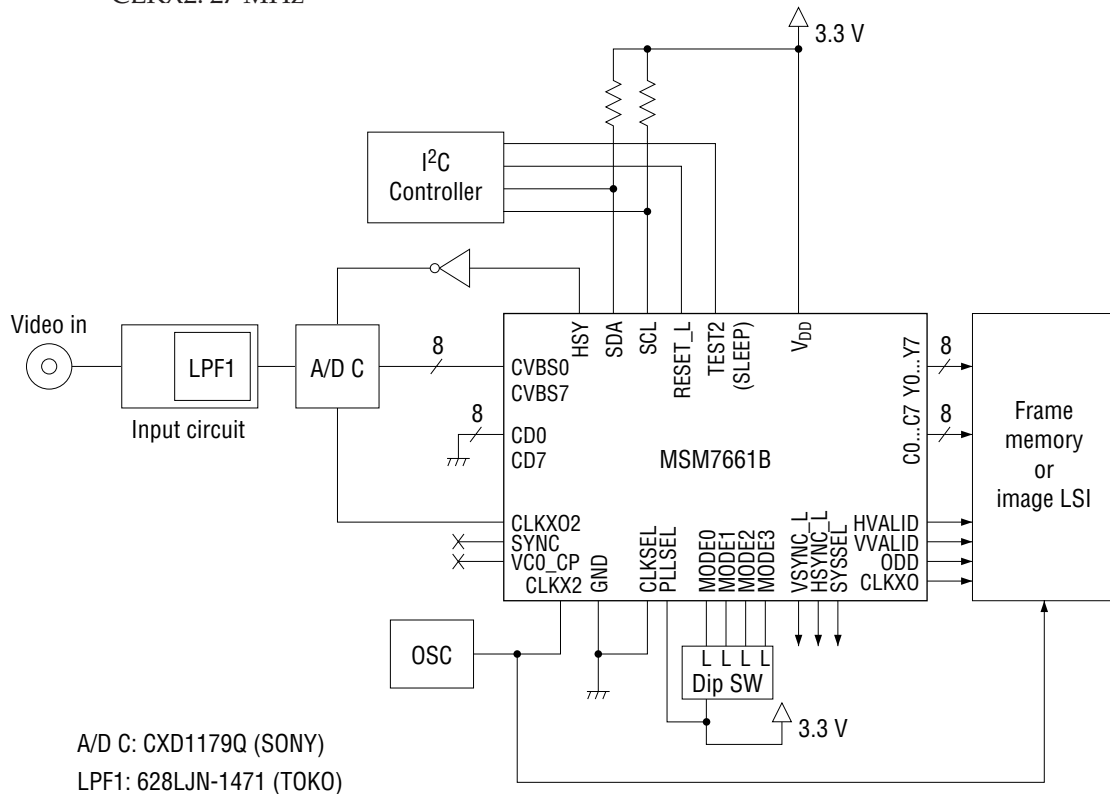 CLKX2: 27 MHz
3.3 V
I²C
Controller
Video in
LPF1
Input circuit
A/D C
8
8
HSY
SDA
SCL
RESET_L
TEST2
(SLEEP)
VDD
CVBS0
CVBS7
CD0
CD7
MSM7661B
CLKXO2
SYNC
VC0_CP
CLKX2
GND
CLKSEL
PLLSEL
MODE0
MODE1
MODE2
MODE3
VSYNC_L
HSYNC_L
SYSSEL
Y0...Y7
C0...C7
HVALID
VVALID
ODD
CLKXO
8
8
Frame
memory
or
image LSI
OSC
L L L L
Dip SW
3.3 V
A/D C: CXD1179Q (SONY)
LPF1: 628LJN-1471 (TOKO)